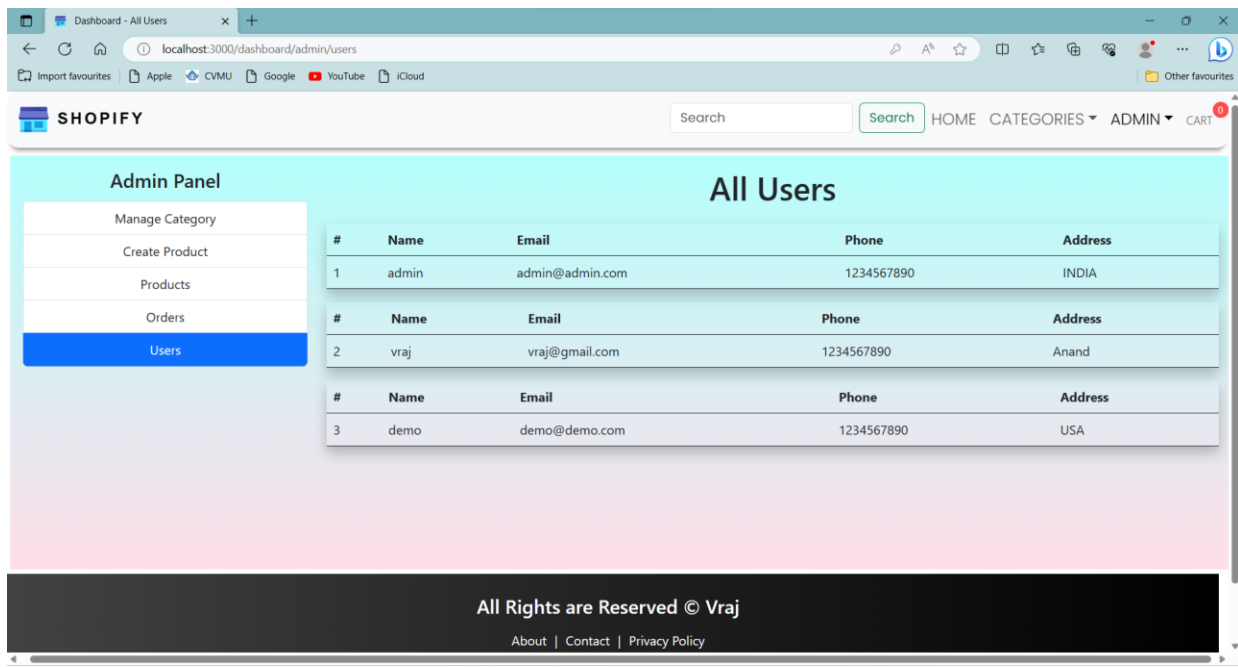 Dashboard - All Users
localhost:3000/dashboard/admin/users
Import favourites Apple CVMU Google YouTube iCloud Other favourites
SHOPIFY Search Search HOME CATEGORIES ADMIN CART 0
Admin Panel
Manage Category
Create Product
Products
Orders
Users
All Users
# Name Email Phone Address
1 admin admin@admin.com 1234567890 INDIA
# Name Email Phone Address
2 vraj vraj@gmail.com 1234567890 Anand
# Name Email Phone Address
3 demo demo@demo.com 1234567890 USA
All Rights are Reserved © Vraj
About | Contact | Privacy Policy